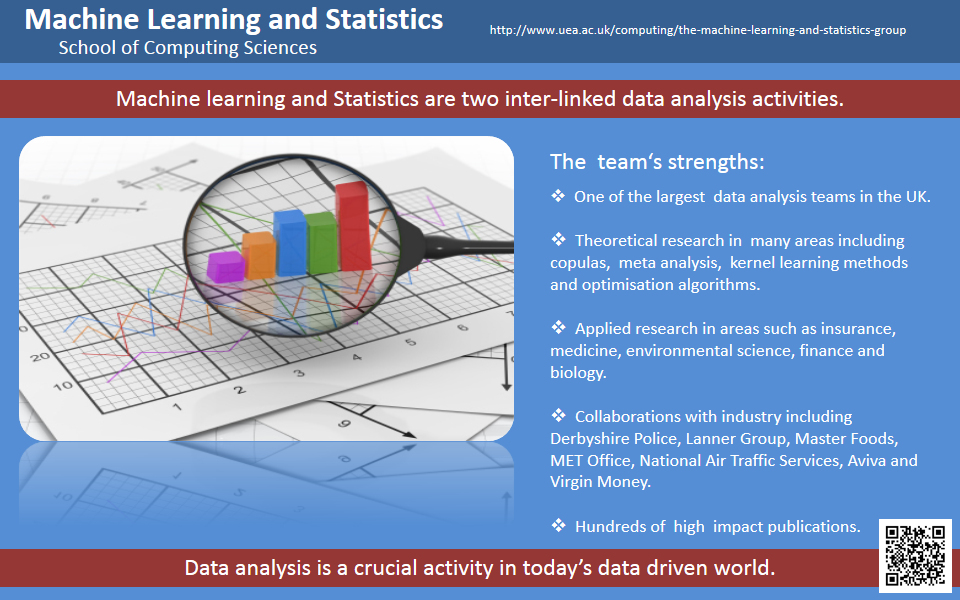 Machine Learning and Statistics
School of Computing Sciences
http://www.uea.ac.uk/computing/the-machine-learning-and-statistics-group
Machine learning and Statistics are two inter-linked data analysis activities.
The team‘s strengths:
❖ One of the largest data analysis teams in the UK.
❖ Theoretical research in many areas including
copulas, meta analysis, kernel learning methods
and optimisation algorithms.
❖ Applied research in areas such as insurance,
medicine, environmental science, finance and
biology.
❖ Collaborations with industry including
Derbyshire Police, Lanner Group, Master Foods,
MET Office, National Air Traffic Services, Aviva and
Virgin Money.
❖ Hundreds of high impact publications.
20
10
1
2
3
4
5
6
Data analysis is a crucial activity in today’s data driven world.